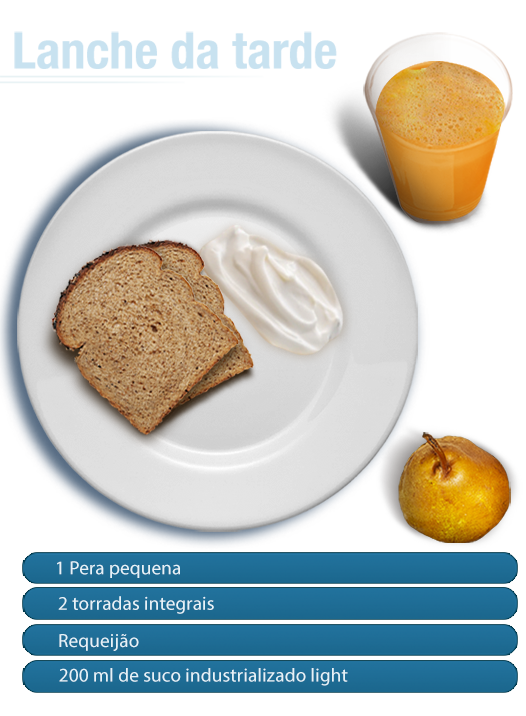 Lanche da tarde
1 Pera pequena
2 torradas integrais
Requeijão
200 ml de suco industrializado light